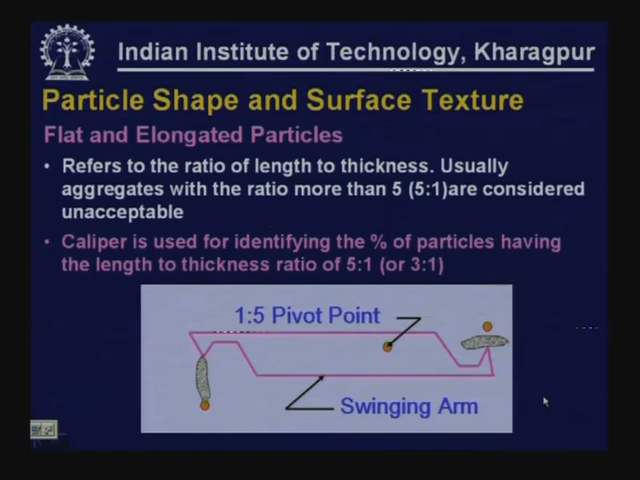 Indian Institute of Technology, Kharagpur
Particle Shape and Surface Texture
Flat and Elongated Particles
• Refers to the ratio of length to thickness. Usually
aggregates with the ratio more than 5 (5:1)are considered
unacceptable
• Caliper is used for identifying the % of particles having
the length to thickness ratio of 5:1 (or 3:1)
1:5 Pivot Point
Swinging Arm